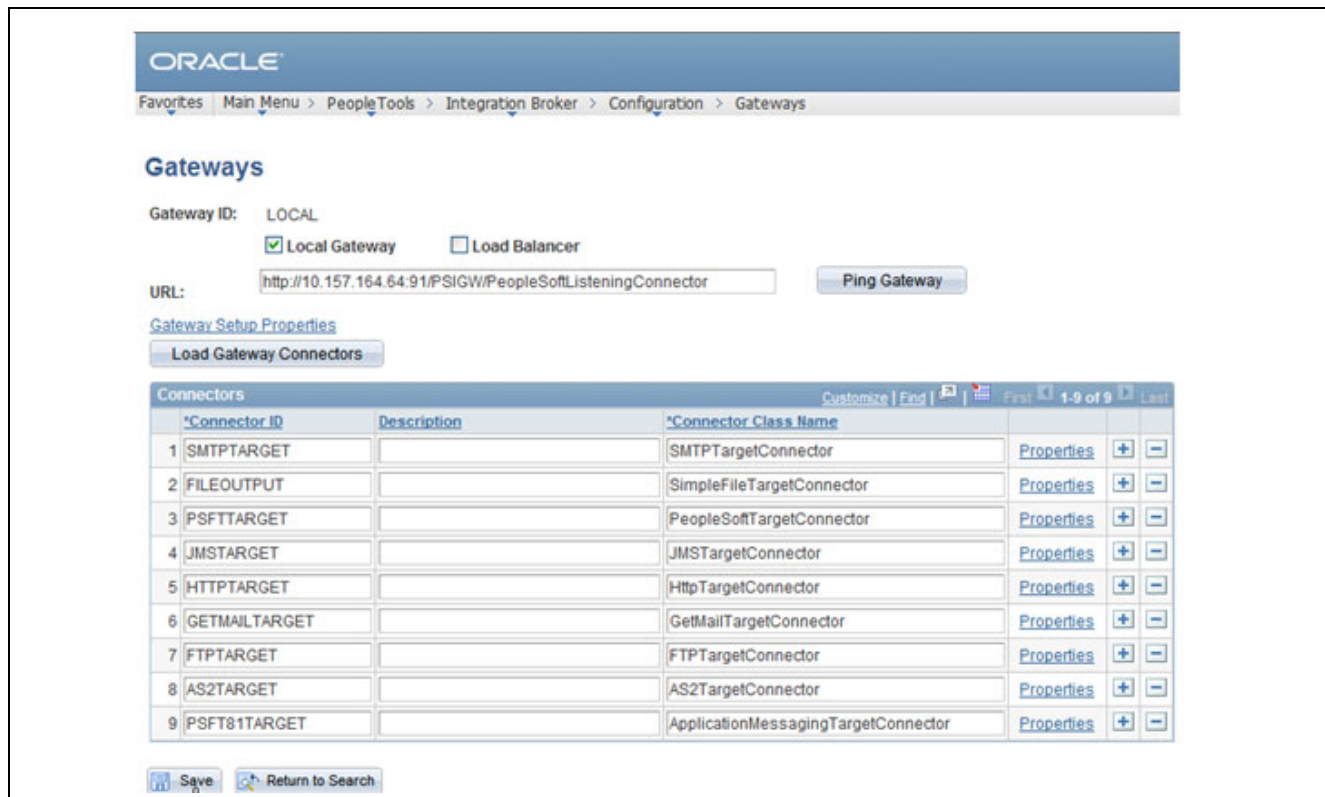 ORACLE
Favorites Main Menu > PeopleTools > Integration Broker > Configuration > Gateways
Gateways
Gateway ID: LOCAL
Local Gateway Load Balancer
URL: http://10.157.164.64:91/PSIGW/PeopleSoftListeningConnector Ping Gateway
Gateway Setup Properties
Load Gateway Connectors
Connectors Customize | Find | First 1-9 of 9 Last
*Connector ID Description *Connector Class Name
1 SMTPTARGET SMTPTargetConnector Properties + -
2 FILEOUTPUT SimpleFileTargetConnector Properties + -
3 PSFTTARGET PeopleSoftTargetConnector Properties + -
4 JMSTARGET JMSTargetConnector Properties + -
5 HTTPTARGET HttpTargetConnector Properties + -
6 GETMAILTARGET GetMailTargetConnector Properties + -
7 FTPTARGET FTPTargetConnector Properties + -
8 AS2TARGET AS2TargetConnector Properties + -
9 PSFT81TARGET ApplicationMessagingTargetConnector Properties + -
Save Return to Search